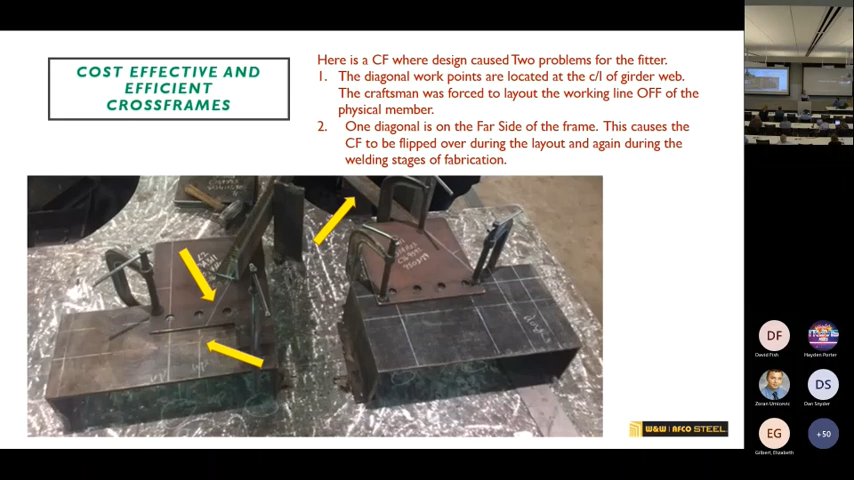 COST EFFECTIVE AND
EFFICIENT
CROSSFRAMES
Here is a CF where design caused Two problems for the fitter.
1. The diagonal work points are located at the c/l of girder web.
The craftsman was forced to layout the working line OFF of the
physical member.
2. One diagonal is on the Far Side of the frame. This causes the
CF to be flipped over during the layout and again during the
welding stages of fabrication.
W&W | AFCO STEEL
DF
David Fish
Hayden Porter
Zoran Umicevic
DS
Dan Snyder
EG
Gilbert, Elizabeth
+50